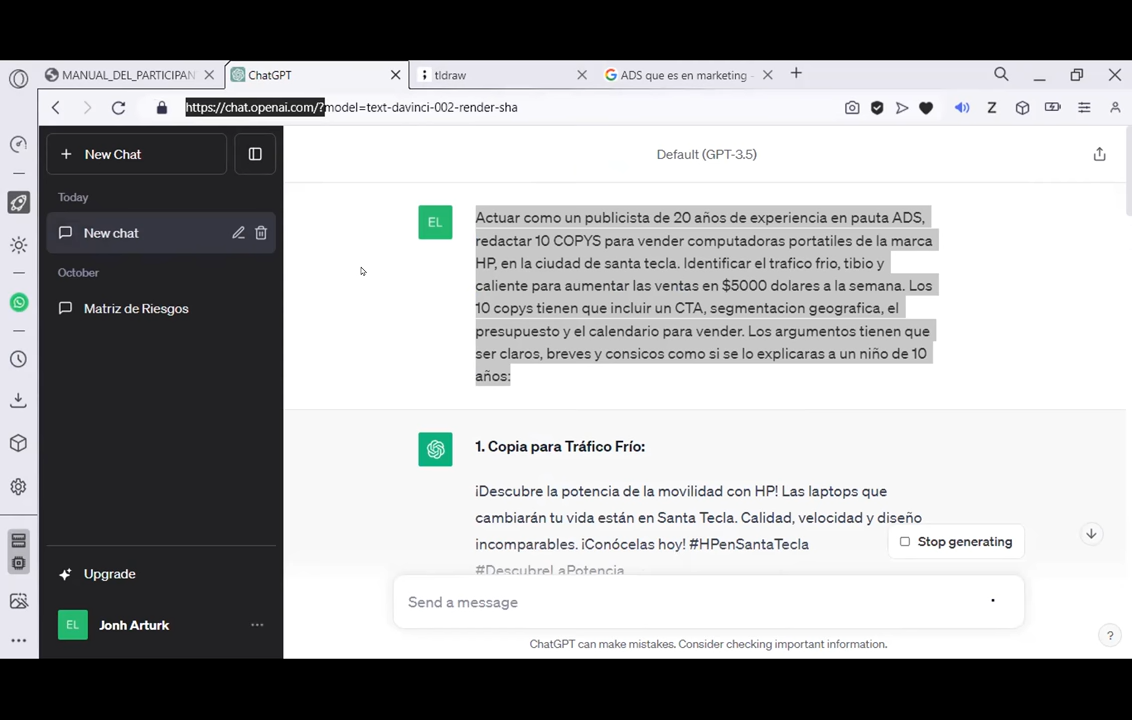 MANUAL_DEL_PARTICIPAN
ChatGPT
tldraw
ADS que es en marketing -
https://chat.openai.com/?model=text-davinci-002-render-sha
Z
New Chat
Default (GPT-3.5)
Today
New chat
October
Matriz de Riesgos
EL
Actuar como un publicista de 20 años de experiencia en pauta ADS,
redactar 10 COPYS para vender computadoras portatiles de la marca
HP, en la ciudad de santa tecla. Identificar el trafico frio, tibio y
caliente para aumentar las ventas en $5000 dolares a la semana. Los
10 copys tienen que incluir un CTA, segmentacion geografica, el
presupuesto y el calendario para vender. Los argumentos tienen que
ser claros, breves y consicos como si se lo explicaras a un niño de 10
años:
1. Copia para Tráfico Frío:
¡Descubre la potencia de la movilidad con HP! Las laptops que
cambiarán tu vida están en Santa Tecla. Calidad, velocidad y diseño
incomparables. ¡Conócelas hoy! #HPenSantaTecla
#DescubreLaPotencia
Stop generating
Upgrade
EL
Jonh Arturk
Send a message
ChatGPT can make mistakes. Consider checking important information.
?